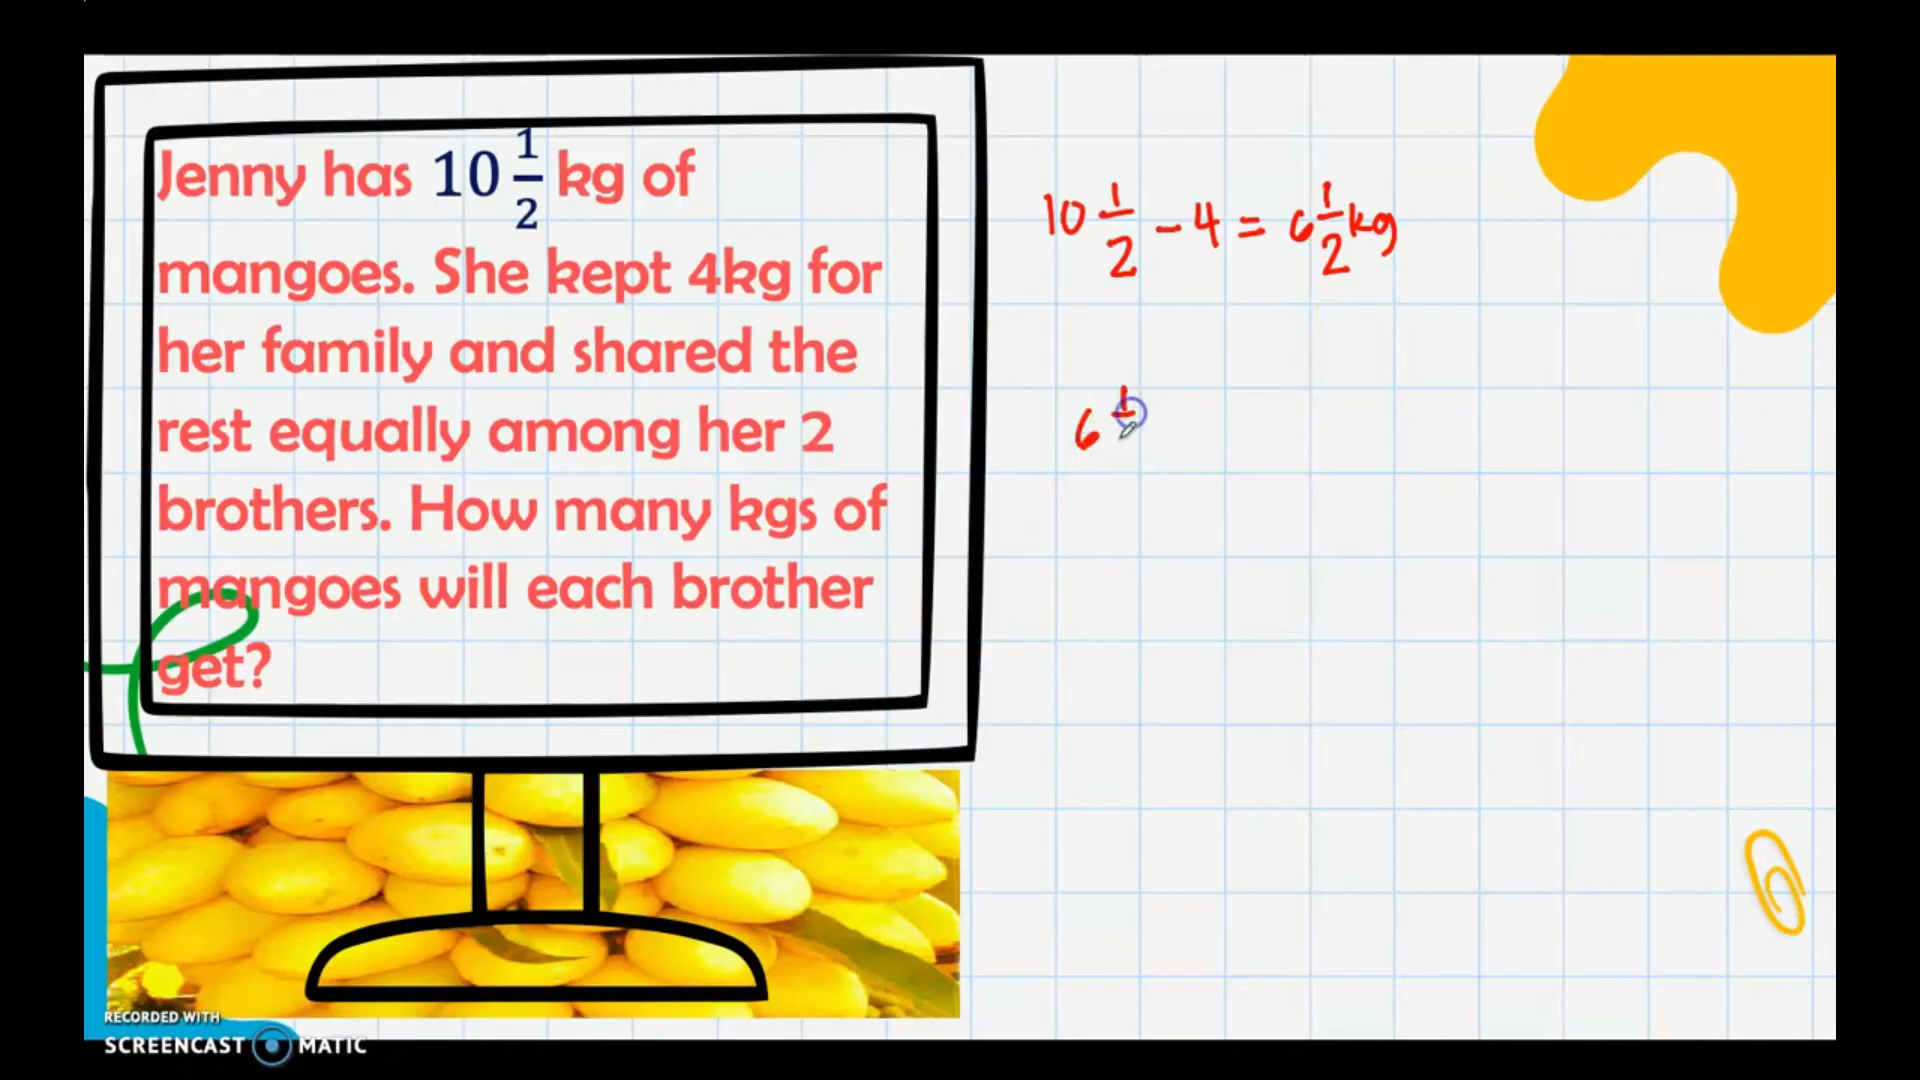 Jenny has 10 1/2 kg of
mangoes. She kept 4kg for
her family and shared the
rest equally among her 2
brothers. How many kgs of
mangoes will each brother
get?
10 1/2 - 4 = 6 1/2 kg
6 1
RECORDED WITH
SCREENCAST MATIC